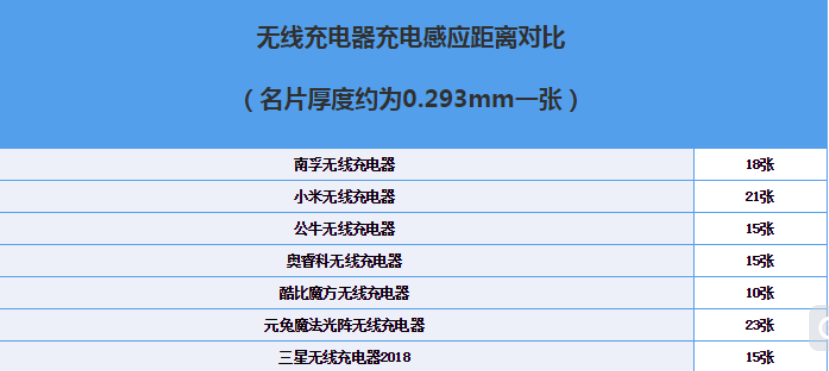 无线充电器充电感应距离对比
（名片厚度约为0.293mm一张）
南孚无线充电器 18张
小米无线充电器 21张
公牛无线充电器 15张
奥睿科无线充电器 15张
酷比魔方无线充电器 10张
元兔魔法光阵无线充电器 23张
三星无线充电器2018 15张